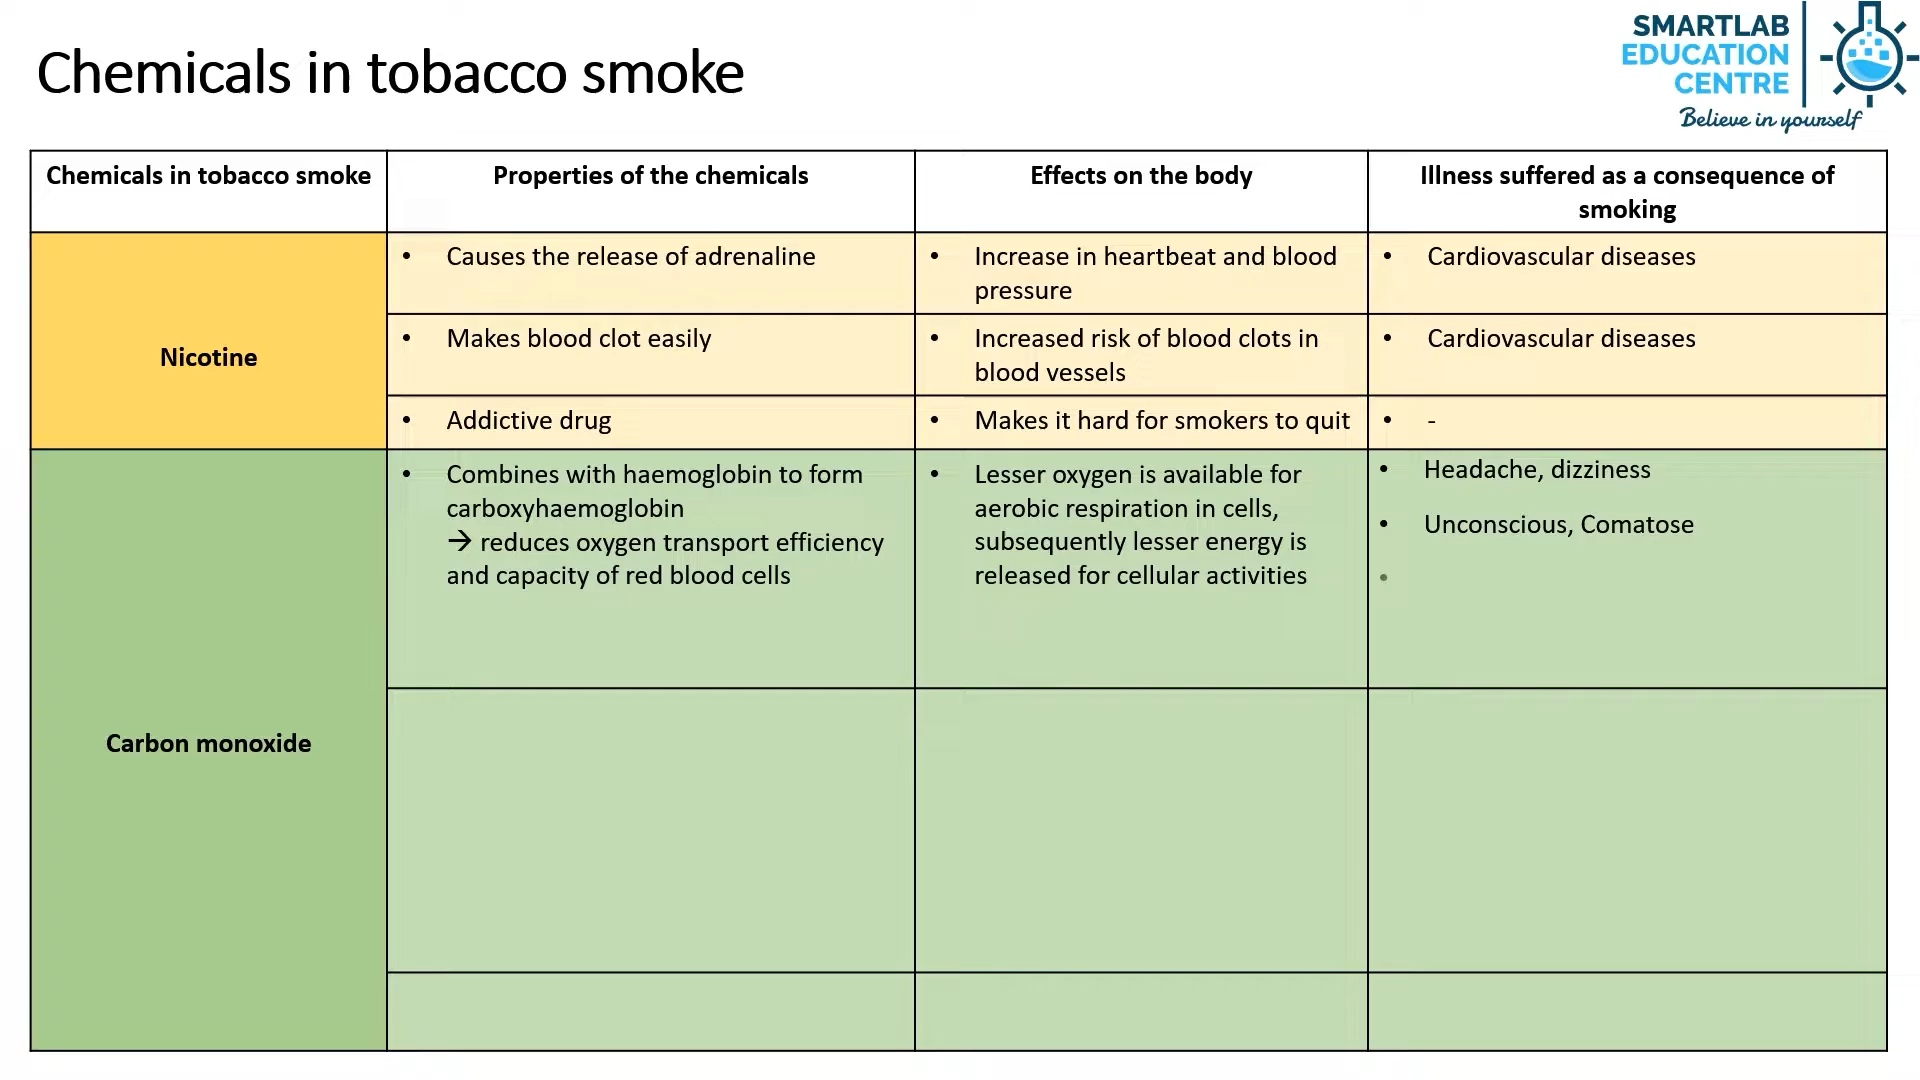 Chemicals in tobacco smoke
SMARTLAB
EDUCATION
CENTRE
Believe in yourself
Chemicals in tobacco smoke
Properties of the chemicals
Effects on the body
Illness suffered as a consequence of
smoking
Nicotine
• Causes the release of adrenaline
• Increase in heartbeat and blood
pressure
• Cardiovascular diseases
• Makes blood clot easily
• Increased risk of blood clots in
blood vessels
• Cardiovascular diseases
• Addictive drug
• Makes it hard for smokers to quit
• -
Carbon monoxide
• Combines with haemoglobin to form
carboxyhaemoglobin
→ reduces oxygen transport efficiency
and capacity of red blood cells
• Lesser oxygen is available for
aerobic respiration in cells,
subsequently lesser energy is
released for cellular activities
• Headache, dizziness
• Unconscious, Comatose
•